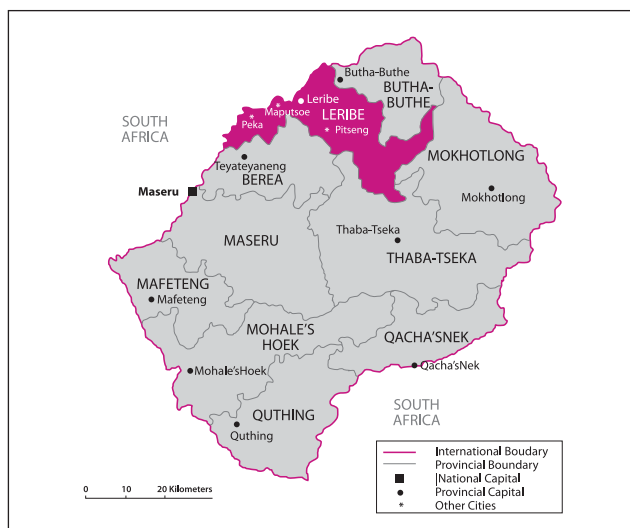 Butha-Buthe
BUTHA-
BUTHE
Leribe
Maputsoe
LERIBE
Peka
Pitseng
SOUTH
AFRICA
MOKHOTLONG
Teyateyaneng
BEREA
Maseru
Mokhotlong
Thaba-Tseka
MASERU
THABA-TSEKA
MAFETENG
Mafeteng
MOHALE'S
HOEK
QACHA'SNEK
Mohale'sHoek
Qacha'sNek
QUTHING
SOUTH
AFRICA
Quthing
International Boudary
Provincial Boundary
|National Capital
Provincial Capital
* Other Cities
0 10 20 Kilometers